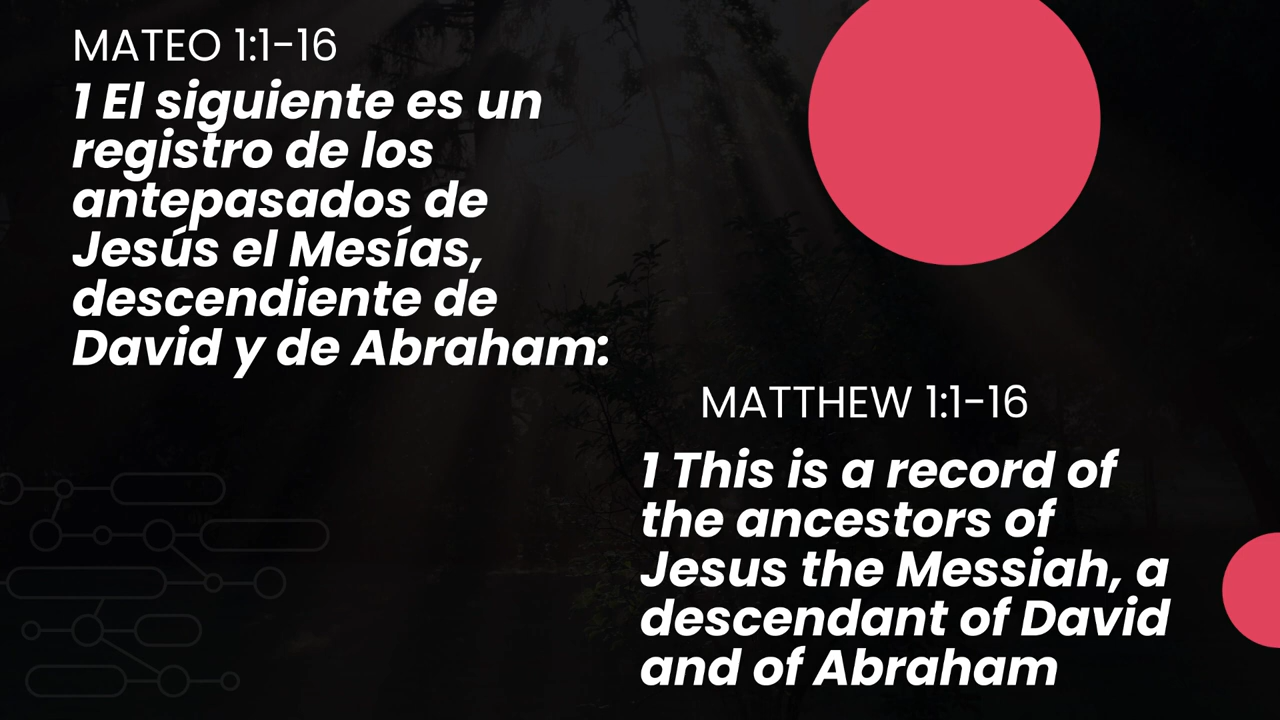 MATEO 1:1-16
1 El siguiente es un
registro de los
antepasados de
Jesús el Mesías,
descendiente de
David y de Abraham:
MATTHEW 1:1-16
1 This is a record of
the ancestors of
Jesus the Messiah, a
descendant of David
and of Abraham